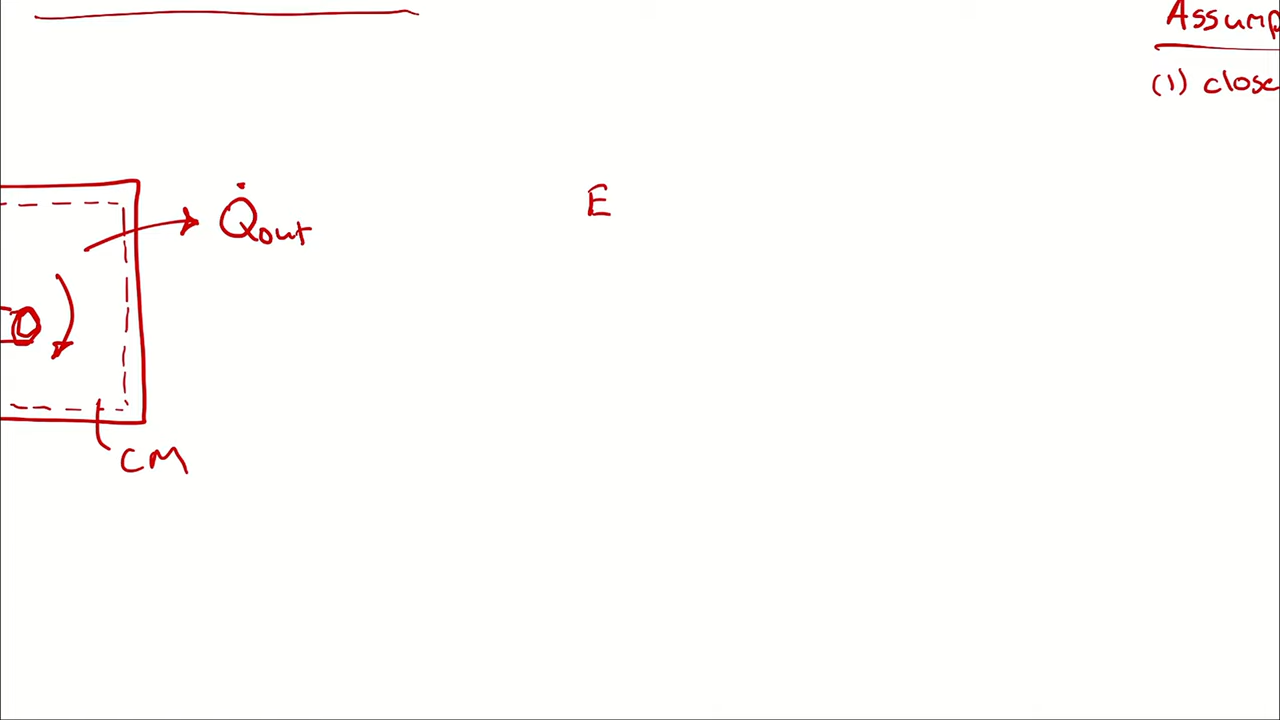 Assump
(1) close
Q̇out
E
CM